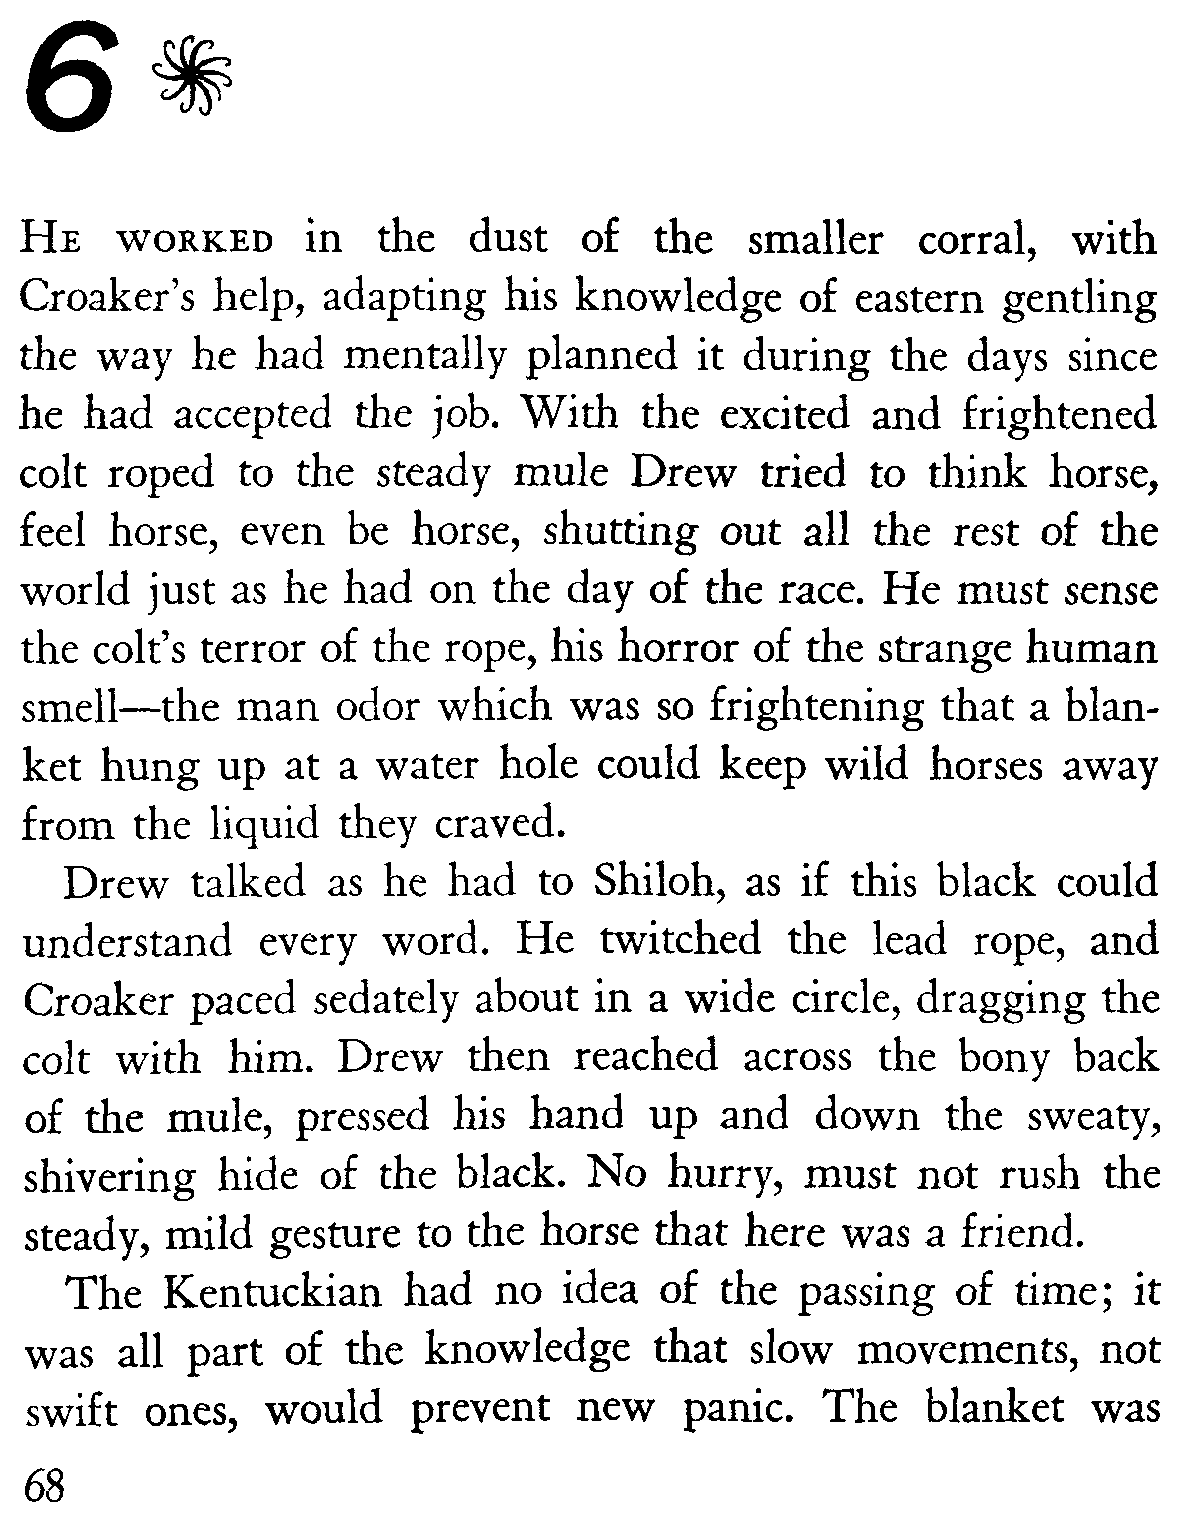 6
HE WORKED in the dust of the smaller corral, with
Croaker's help, adapting his knowledge of eastern gentling
the way he had mentally planned it during the days since
he had accepted the job. With the excited and frightened
colt roped to the steady mule Drew tried to think horse,
feel horse, even be horse, shutting out all the rest of the
world just as he had on the day of the race. He must sense
the colt's terror of the rope, his horror of the strange human
smell—the man odor which was so frightening that a blan-
ket hung up at a water hole could keep wild horses away
from the liquid they craved.
Drew talked as he had to Shiloh, as if this black could
understand every word. He twitched the lead rope, and
Croaker paced sedately about in a wide circle, dragging the
colt with him. Drew then reached across the bony back
of the mule, pressed his hand up and down the sweaty,
shivering hide of the black. No hurry, must not rush the
steady, mild gesture to the horse that here was a friend.
The Kentuckian had no idea of the passing of time; it
was all part of the knowledge that slow movements, not
swift ones, would prevent new panic. The blanket was
68